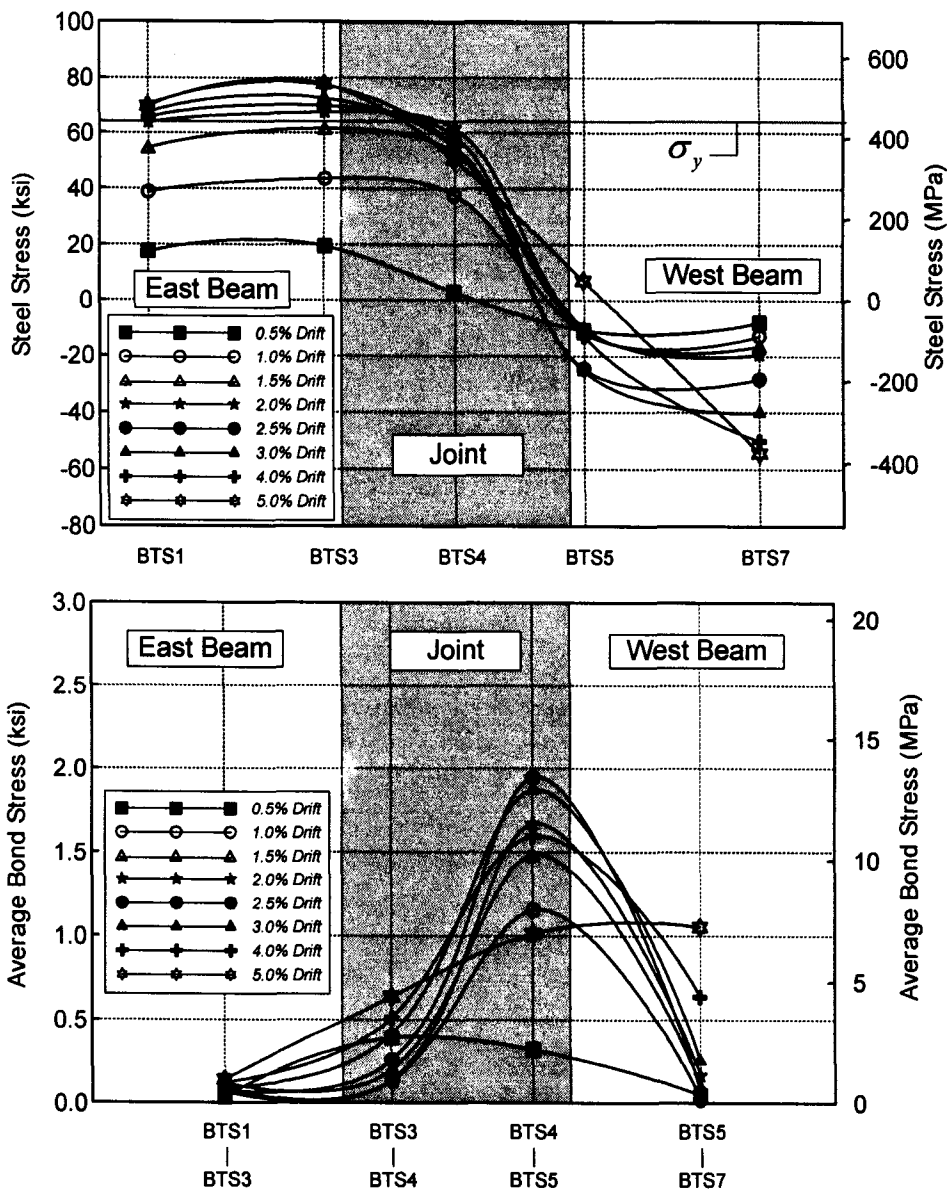 100
80
60
40
20
0
-20
-40
-60
-80
Steel Stress (ksi)
600
400
200
0
-200
-400
Steel Stress (MPa)
σy
East Beam
West Beam
Joint
0.5% Drift
1.0% Drift
1.5% Drift
2.0% Drift
2.5% Drift
3.0% Drift
4.0% Drift
5.0% Drift
BTS1 BTS3 BTS4 BTS5 BTS7
3.0
2.5
2.0
1.5
1.0
0.5
0.0
Average Bond Stress (ksi)
20
15
10
5
0
Average Bond Stress (MPa)
East Beam
Joint
West Beam
0.5% Drift
1.0% Drift
1.5% Drift
2.0% Drift
2.5% Drift
3.0% Drift
4.0% Drift
5.0% Drift
BTS1 BTS3 BTS4 BTS5
| | | |
BTS3 BTS4 BTS5 BTS7